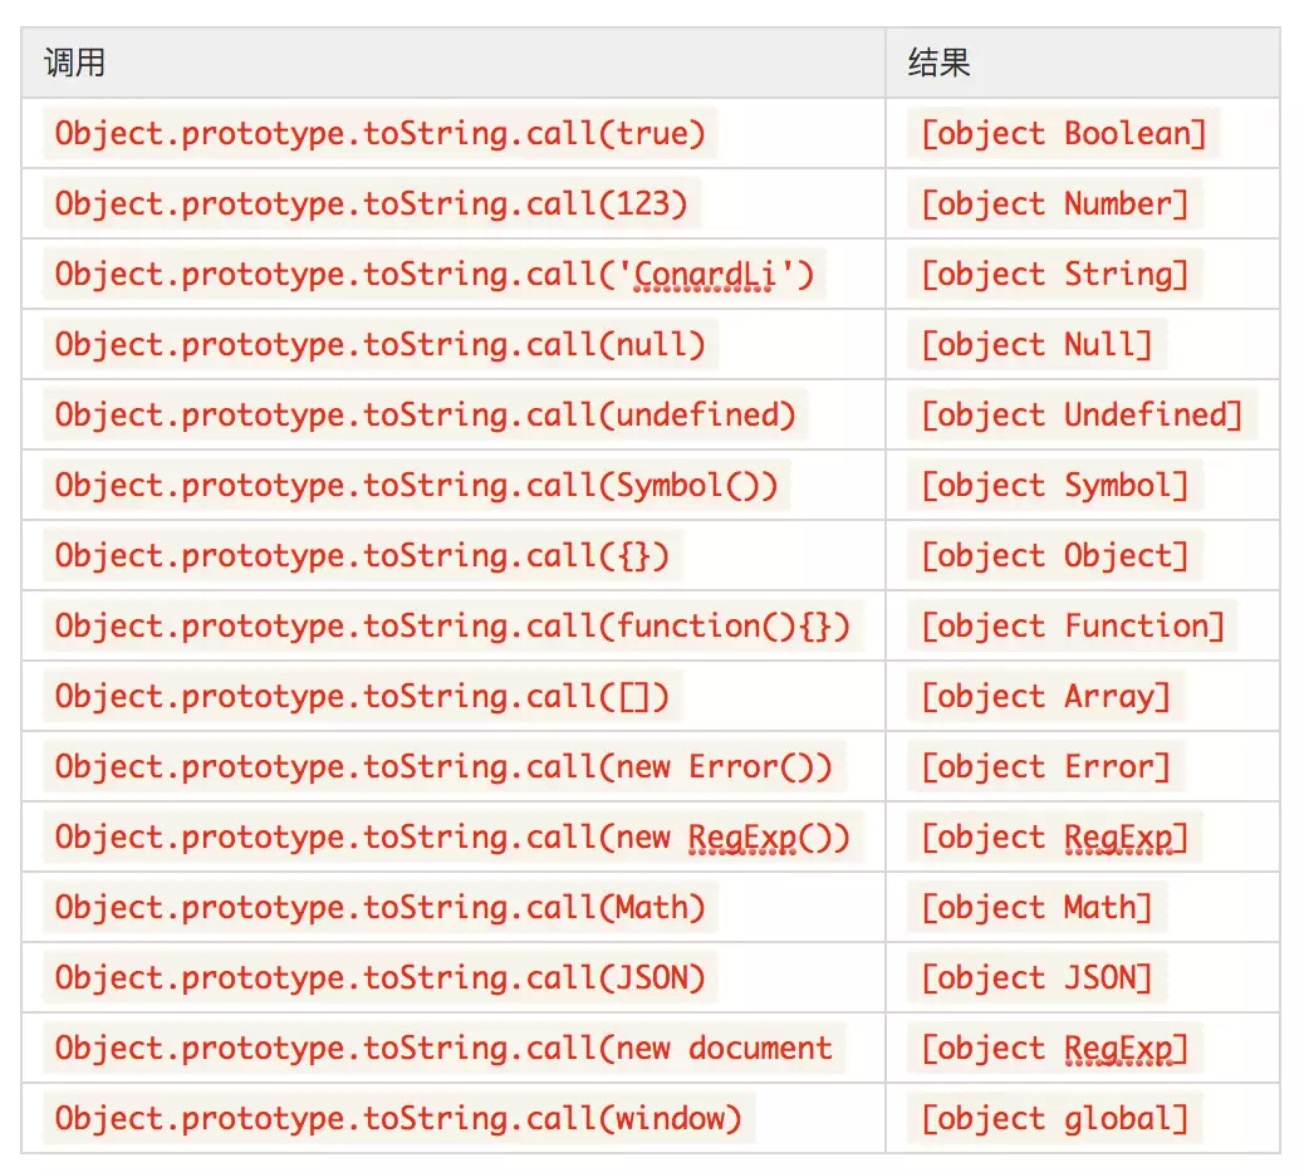 调用 结果
Object.prototype.toString.call(true) [object Boolean]
Object.prototype.toString.call(123) [object Number]
Object.prototype.toString.call('ConardLi') [object String]
Object.prototype.toString.call(null) [object Null]
Object.prototype.toString.call(undefined) [object Undefined]
Object.prototype.toString.call(Symbol()) [object Symbol]
Object.prototype.toString.call({}) [object Object]
Object.prototype.toString.call(function(){}) [object Function]
Object.prototype.toString.call([]) [object Array]
Object.prototype.toString.call(new Error()) [object Error]
Object.prototype.toString.call(new RegExp()) [object RegExp]
Object.prototype.toString.call(Math) [object Math]
Object.prototype.toString.call(JSON) [object JSON]
Object.prototype.toString.call(new document [object RegExp]
Object.prototype.toString.call(window) [object global]